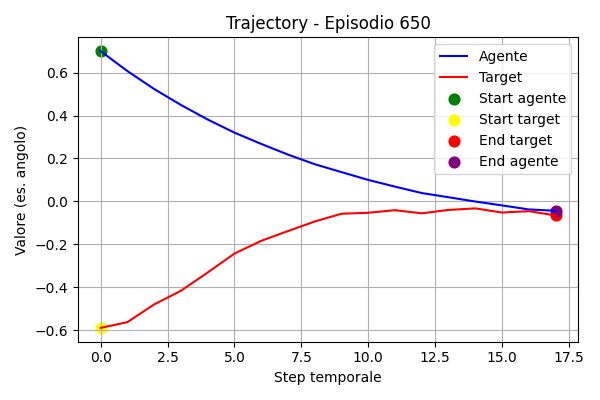 Trajectory - Episodio 650
Valore (es. angolo)
0.6
0.4
0.2
0.0
−0.2
−0.4
−0.6
Agente
Target
Start agente
Start target
End target
End agente
0.0 2.5 5.0 7.5 10.0 12.5 15.0 17.5
Step temporale